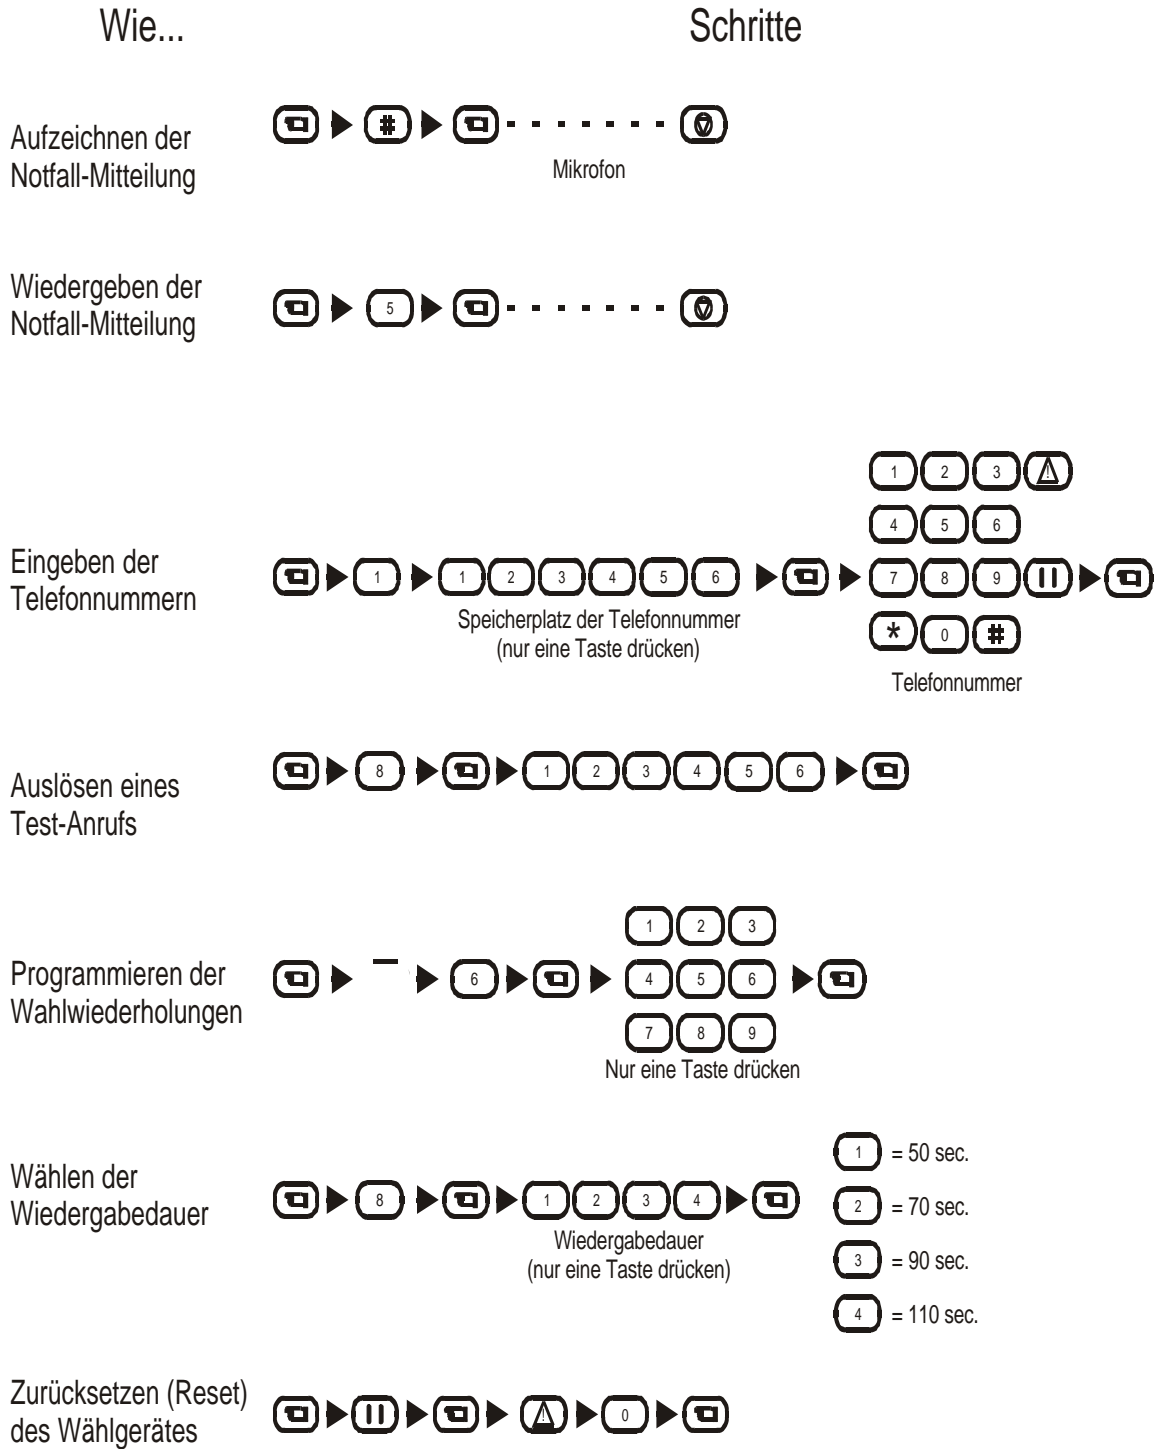 Wie... Schritte
Aufzeichnen der
Notfall-Mitteilung
#
Mikrofon
Wiedergeben der
Notfall-Mitteilung
5
Eingeben der
Telefonnummern
1 1 2 3 4 5 6
Speicherplatz der Telefonnummer
(nur eine Taste drücken)
1 2 3 !
4 5 6
7 8 9
* 0 #
Telefonnummer
Auslösen eines
Test-Anrufs
8 1 2 3 4 5 6
Programmieren der
Wahlwiederholungen
6
1 2 3
4 5 6
7 8 9
Nur eine Taste drücken
Wählen der
Wiedergabedauer
8 1 2 3 4
Wiedergabedauer
(nur eine Taste drücken)
1 = 50 sec.
2 = 70 sec.
3 = 90 sec.
4 = 110 sec.
Zurücksetzen (Reset)
des Wählgerätes
! 0